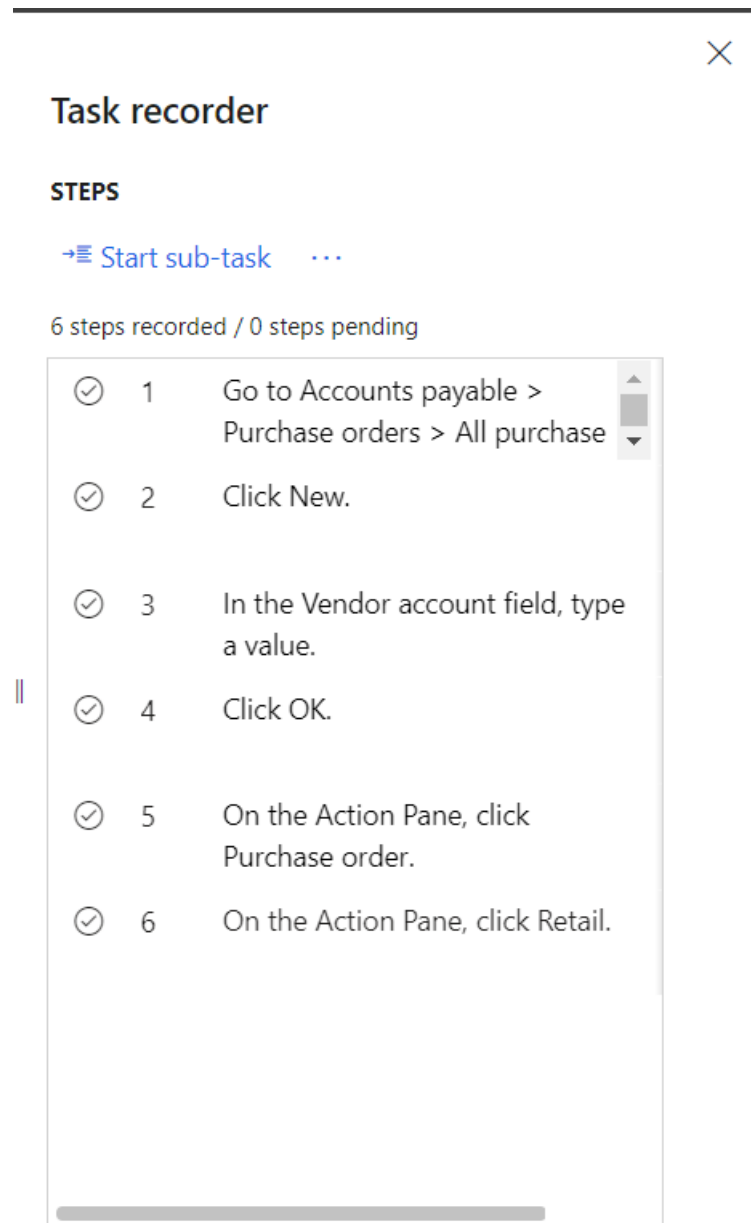 Task recorder
STEPS
Start sub-task ...
6 steps recorded / 0 steps pending
1 Go to Accounts payable >
Purchase orders > All purchase
2 Click New.
3 In the Vendor account field, type
a value.
4 Click OK.
5 On the Action Pane, click
Purchase order.
6 On the Action Pane, click Retail.